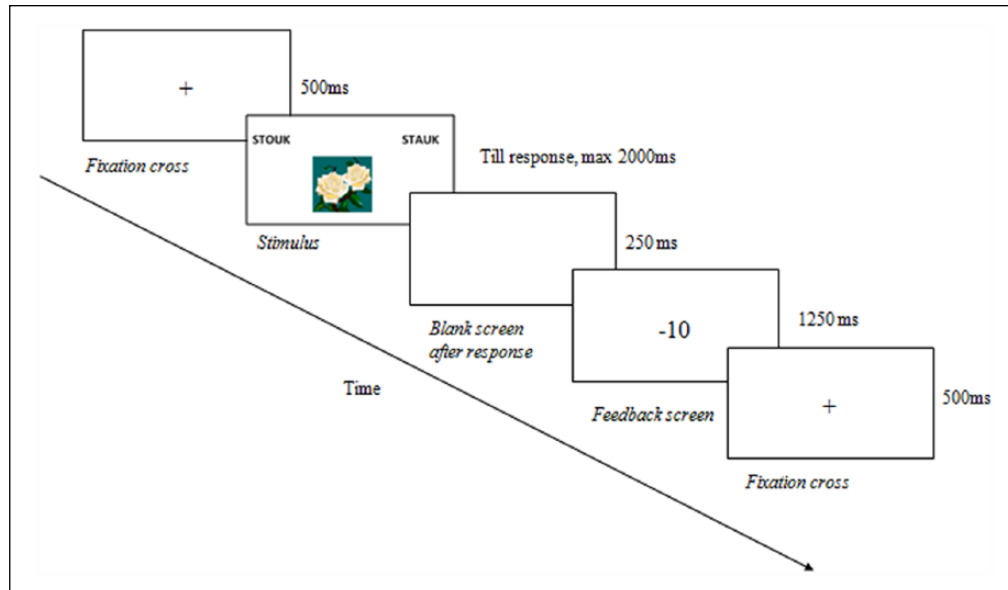 +
500ms
Fixation cross
STOUK STAUK
Till response, max 2000ms
Stimulus
250 ms
Blank screen
after response
-10
1250 ms
Feedback screen
+
500ms
Fixation cross
Time